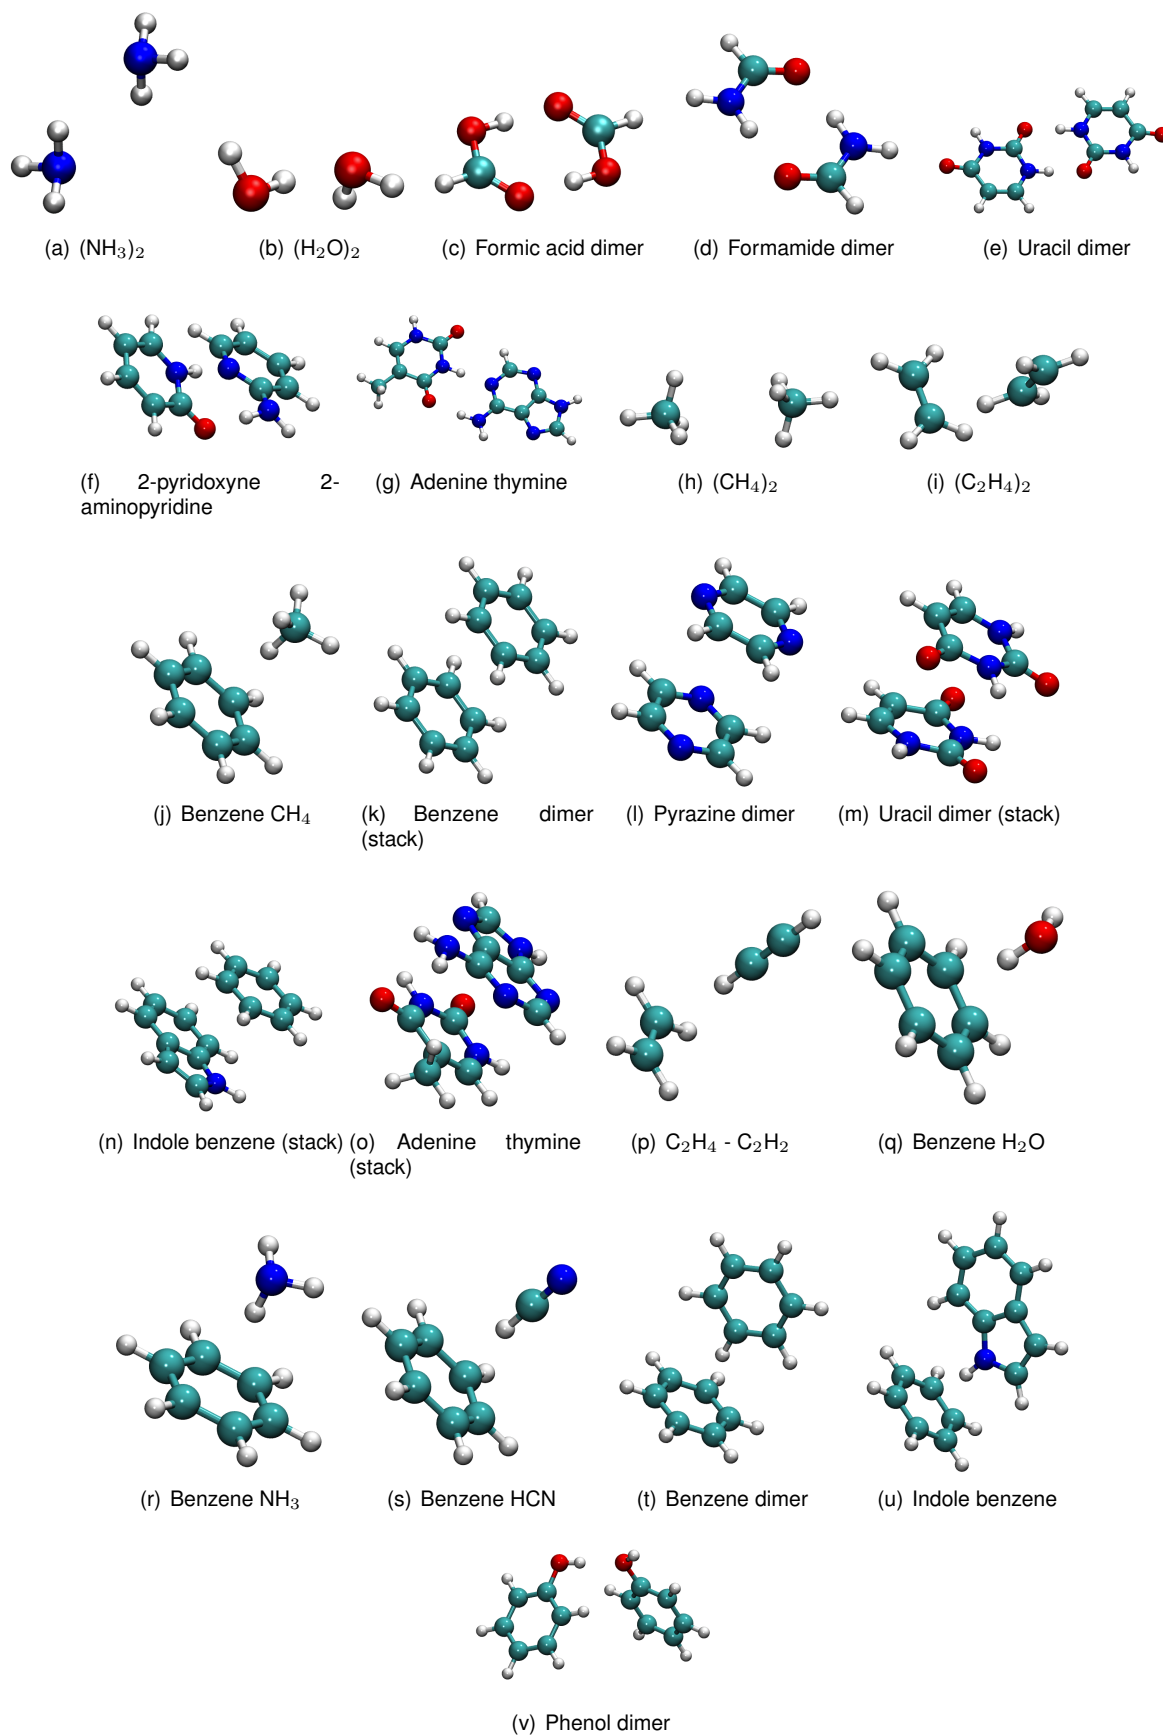 (a) (NH₃)₂
(b) (H₂O)₂
(c) Formic acid dimer
(d) Formamide dimer
(e) Uracil dimer
(f) 2-pyridoxyne 2-
aminopyridine
(g) Adenine thymine
(h) (CH₄)₂
(i) (C₂H₄)₂
(j) Benzene CH₄
(k) Benzene dimer
(stack)
(l) Pyrazine dimer
(m) Uracil dimer (stack)
(n) Indole benzene (stack)
(o) Adenine thymine
(stack)
(p) C₂H₄ - C₂H₂
(q) Benzene H₂O
(r) Benzene NH₃
(s) Benzene HCN
(t) Benzene dimer
(u) Indole benzene
(v) Phenol dimer